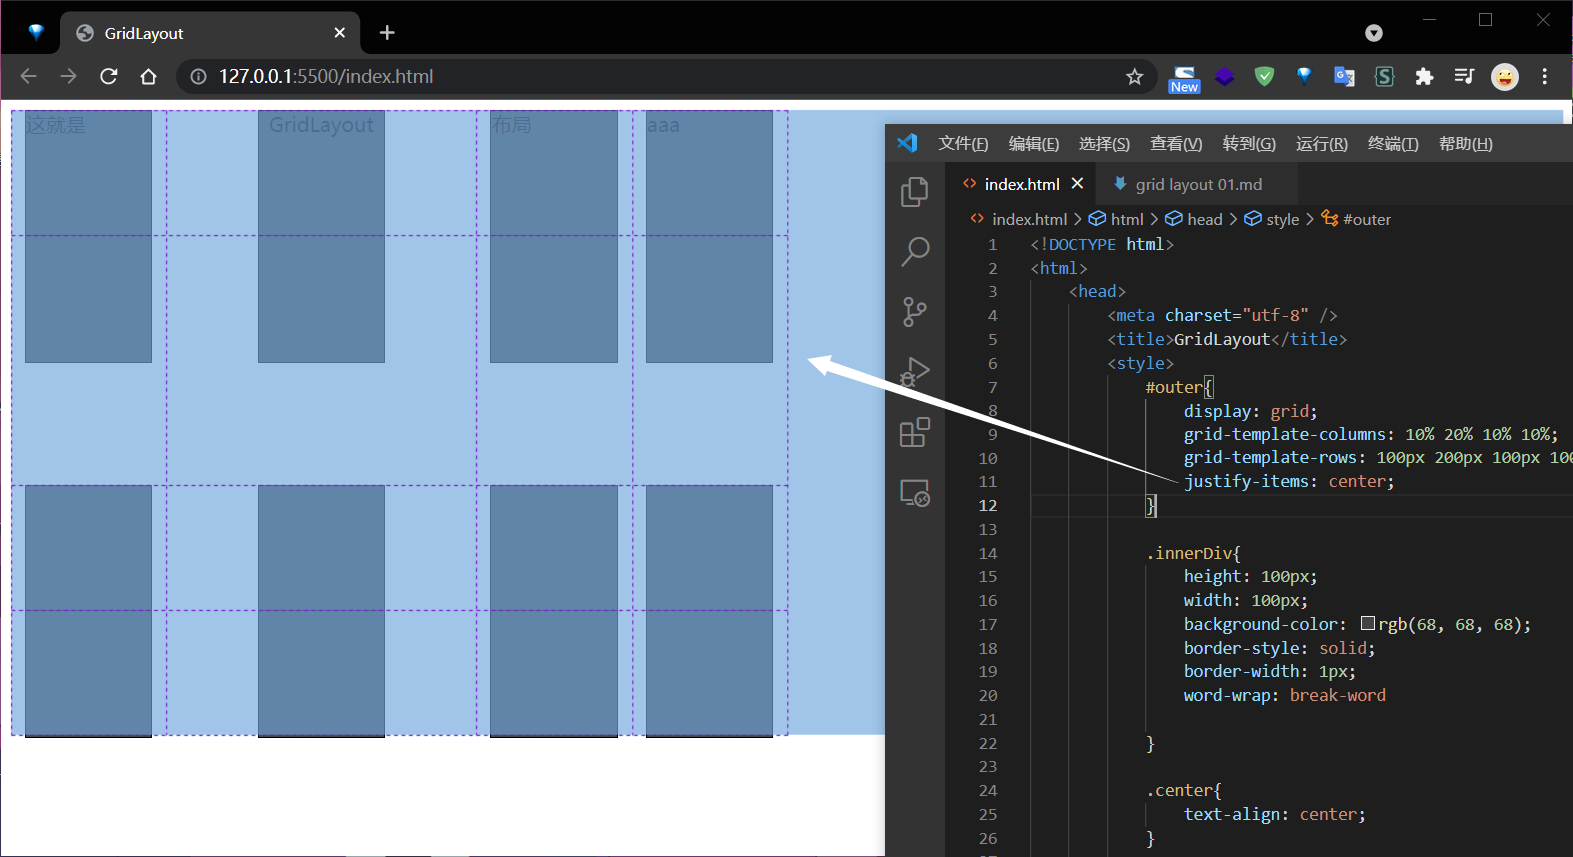 GridLayout
127.0.0.1:5500/index.html
New
这就是 GridLayout 布局 aaa
文件(F) 编辑(E) 选择(S) 查看(V) 转到(G) 运行(R) 终端(T) 帮助(H)
index.html grid layout 01.md
index.html > html > head > style > #outer
1 <!DOCTYPE html>
2 <html>
3 <head>
4 <meta charset="utf-8" />
5 <title>GridLayout</title>
6 <style>
7 #outer{
8 display: grid;
9 grid-template-columns: 10% 20% 10% 10%;
10 grid-template-rows: 100px 200px 100px 100
11 justify-items: center;
12 }
13
14 .innerDiv{
15 height: 100px;
16 width: 100px;
17 background-color: rgb(68, 68, 68);
18 border-style: solid;
19 border-width: 1px;
20 word-wrap: break-word
21
22 }
23
24 .center{
25 text-align: center;
26 }